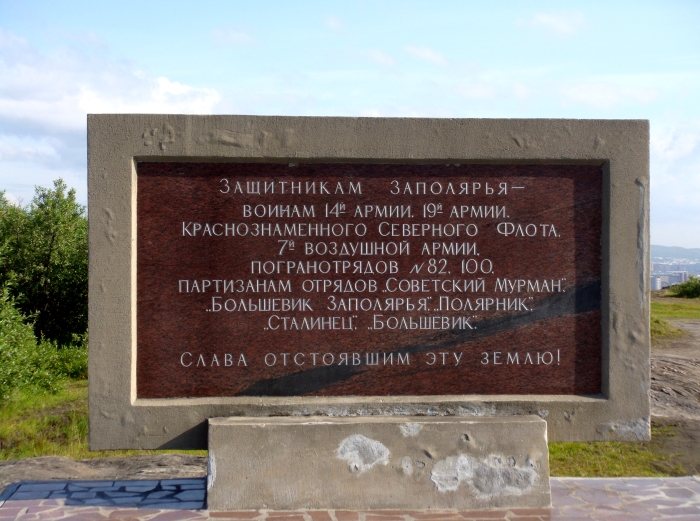 Защитникам Заполярья—
воинам 14й армии, 19й армии,
Краснознаменного Северного Флота,
7й воздушной армии,
погранотрядов №82, 100,
партизанам отрядов „Советский Мурман",
„Большевик Заполярья", „Полярник",
„Сталинец", „Большевик".
Слава отстоявшим эту землю!